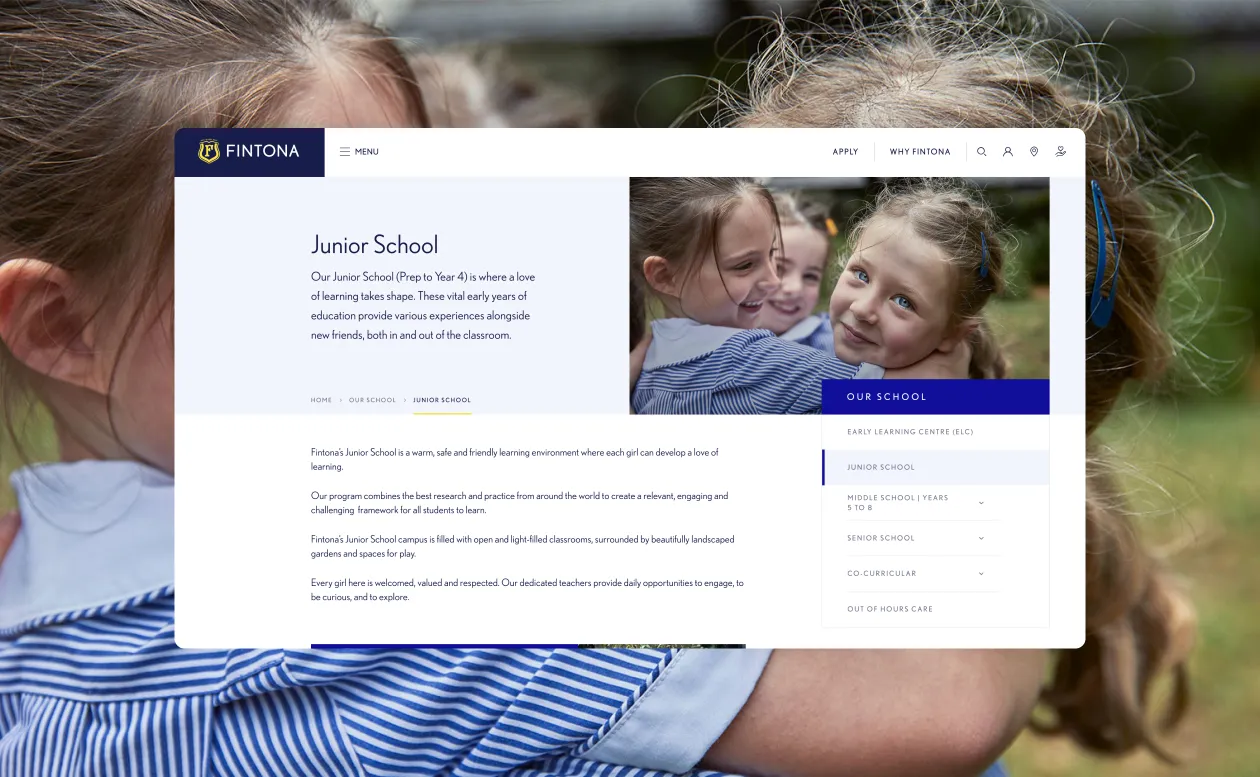 FINTONA
MENU
APPLY
WHY FINTONA
Junior School
Our Junior School (Prep to Year 4) is where a love
of learning takes shape. These vital early years of
education provide various experiences alongside
new friends, both in and out of the classroom.
HOME > OUR SCHOOL > JUNIOR SCHOOL
Fintona's Junior School is a warm, safe and friendly learning environment where each girl can develop a love of
learning.
Our program combines the best research and practice from around the world to create a relevant, engaging and
challenging framework for all students to learn.
Fintona's Junior School campus is filled with open and light-filled classrooms, surrounded by beautifully landscaped
gardens and spaces for play.
Every girl here is welcomed, valued and respected. Our dedicated teachers provide daily opportunities to engage, to
be curious, and to explore.
OUR SCHOOL
EARLY LEARNING CENTRE (ELC)
JUNIOR SCHOOL
MIDDLE SCHOOL | YEARS
5 TO 8
SENIOR SCHOOL
CO-CURRICULAR
OUT OF HOURS CARE